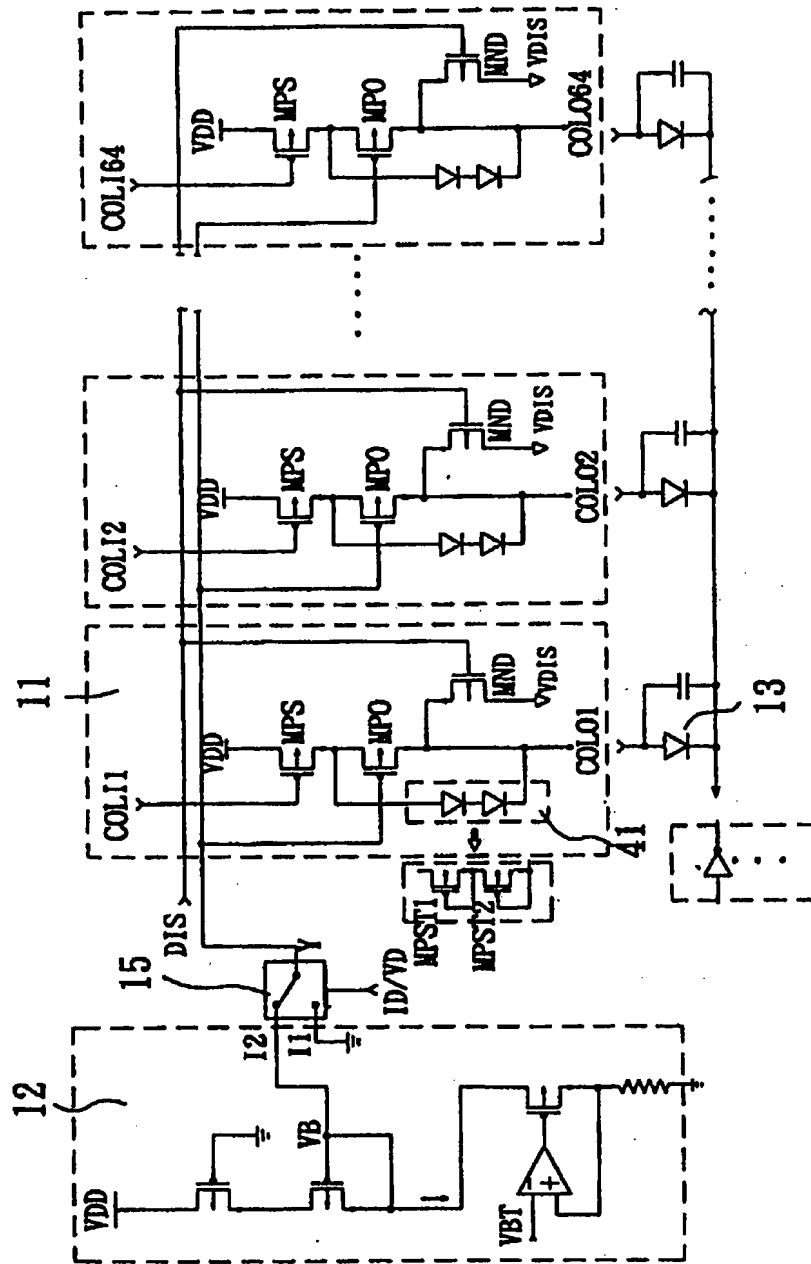 12
VDD
VB
I
VBT
I2
I1
15
ID/VD
DIS
Y
MPST1
MPST2
41
11
COLI1
VDD
MPS
MPO
MND
VDIS
COLO1
13
COLI2
VDD
MPS
MPO
MND
VDIS
COLO2
COLI64
VDD
MPS
MPO
MND
VDIS
COLO64